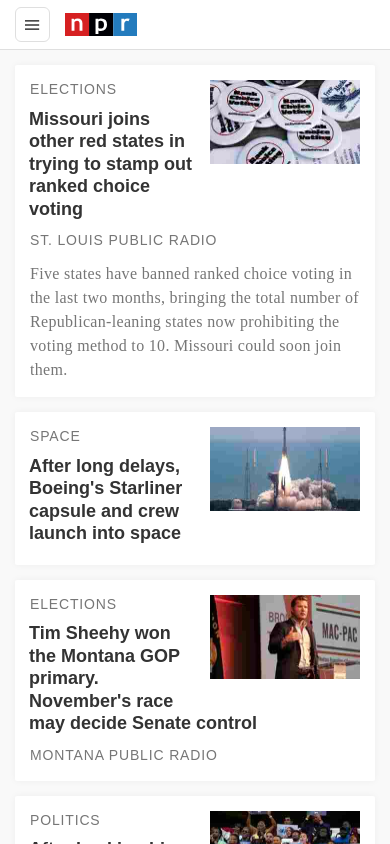 npr
ELECTIONS
Missouri joins
other red states in
trying to stamp out
ranked choice
voting
ST. LOUIS PUBLIC RADIO
Five states have banned ranked choice voting in
the last two months, bringing the total number of
Republican-leaning states now prohibiting the
voting method to 10. Missouri could soon join
them.
SPACE
After long delays,
Boeing's Starliner
capsule and crew
launch into space
ELECTIONS
Tim Sheehy won
the Montana GOP
primary.
November's race
may decide Senate control
MAC-PAC
MONTANA PUBLIC RADIO
POLITICS